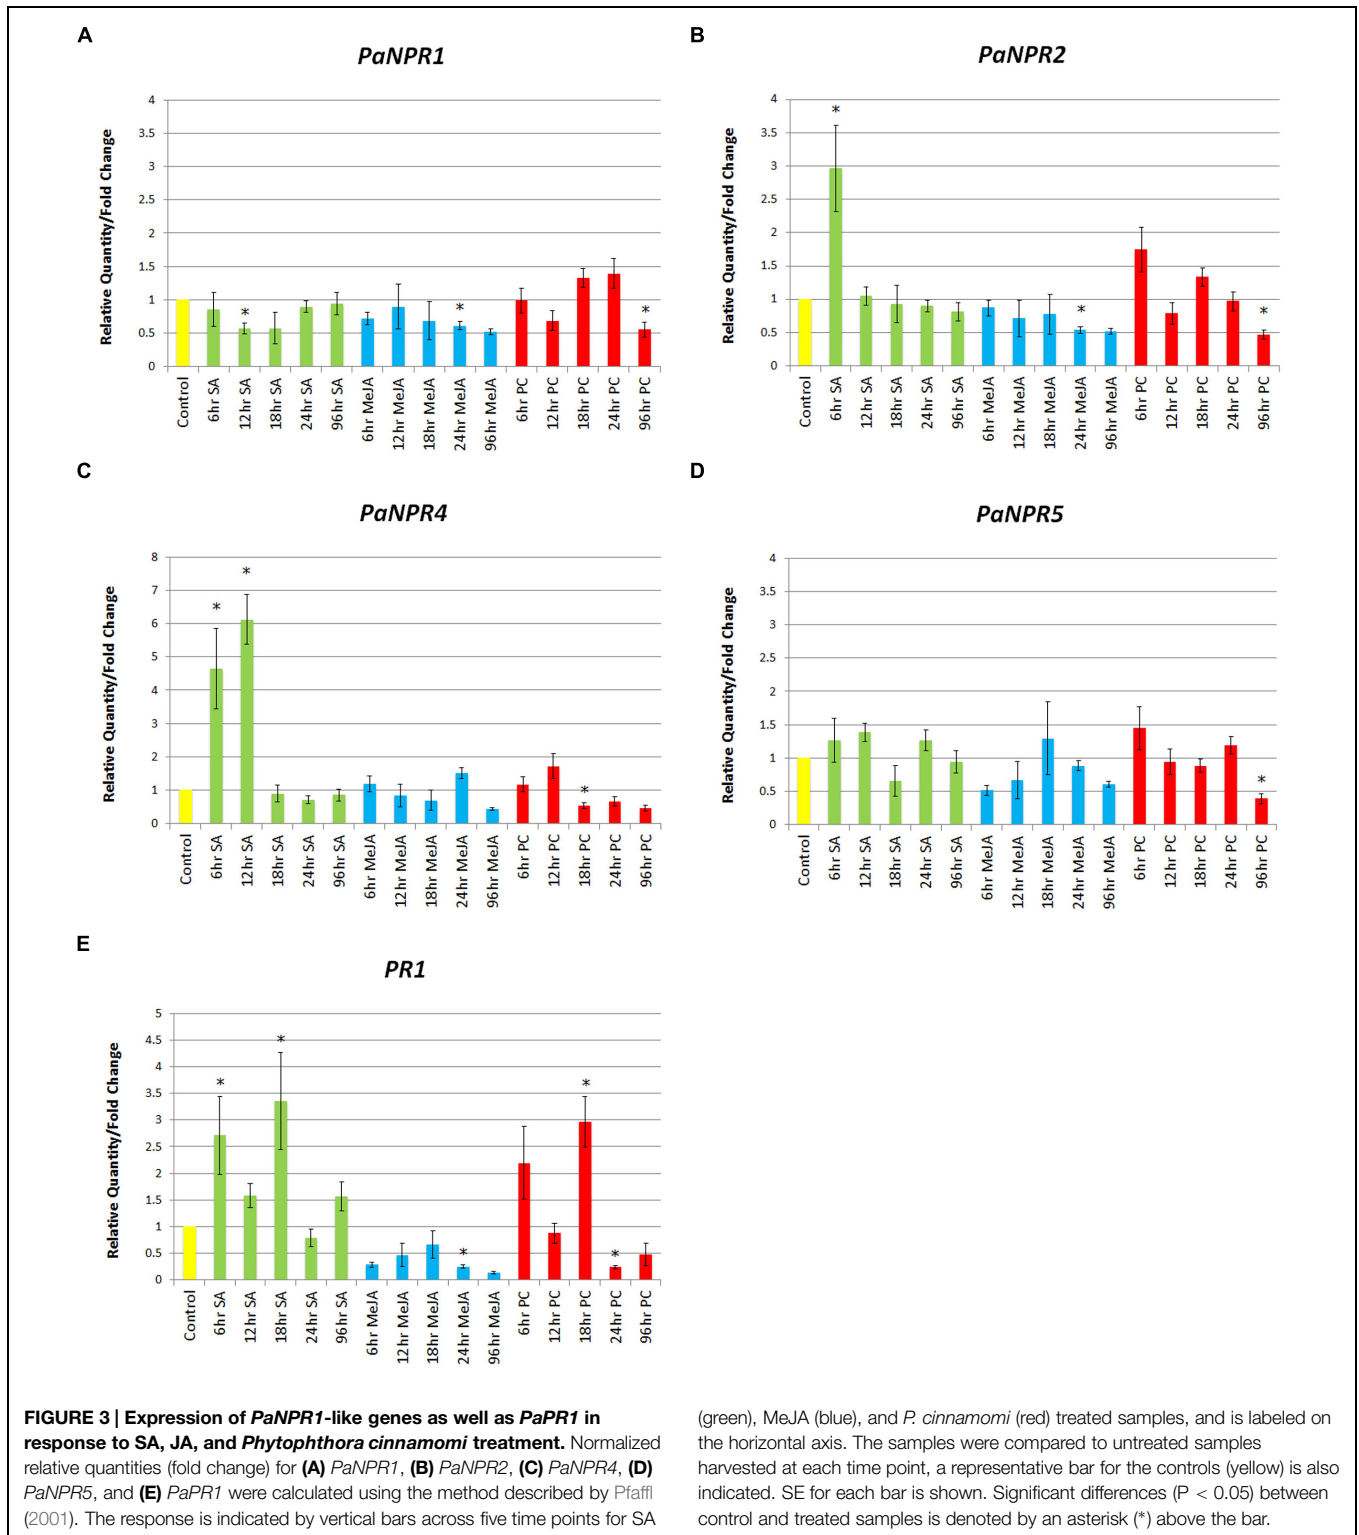 A
PaNPR1
Relative Quantity/Fold Change
4
3.5
3
2.5
2
1.5
1
0.5
0
Control
6hr SA
12hr SA
18hr SA
24hr SA
96hr SA
6hr MeJA
12hr MeJA
18hr MeJA
24hr MeJA
96hr MeJA
6hr PC
12hr PC
18hr PC
24hr PC
96hr PC
*
*
*
B
PaNPR2
Relative Quantity/Fold Change
4
3.5
3
2.5
2
1.5
1
0.5
0
Control
6hr SA
12hr SA
18hr SA
24hr SA
96hr SA
6hr MeJA
12hr MeJA
18hr MeJA
24hr MeJA
96hr MeJA
6hr PC
12hr PC
18hr PC
24hr PC
96hr PC
*
*
*
C
PaNPR4
Relative Quantity/Fold Change
8
7
6
5
4
3
2
1
0
Control
6hr SA
12hr SA
18hr SA
24hr SA
96hr SA
6hr MeJA
12hr MeJA
18hr MeJA
24hr MeJA
96hr MeJA
6hr PC
12hr PC
18hr PC
24hr PC
96hr PC
*
*
*
D
PaNPR5
Relative Quantity/Fold Change
4
3.5
3
2.5
2
1.5
1
0.5
0
Control
6hr SA
12hr SA
18hr SA
24hr SA
96hr SA
6hr MeJA
12hr MeJA
18hr MeJA
24hr MeJA
96hr MeJA
6hr PC
12hr PC
18hr PC
24hr PC
96hr PC
*
E
PR1
Relative Quantity/Fold Change
5
4.5
4
3.5
3
2.5
2
1.5
1
0.5
0
Control
6hr SA
12hr SA
18hr SA
24hr SA
96hr SA
6hr MeJA
12hr MeJA
18hr MeJA
24hr MeJA
96hr MeJA
6hr PC
12hr PC
18hr PC
24hr PC
96hr PC
*
*
*
*
*
FIGURE 3 | Expression of PaNPR1-like genes as well as PaPR1 in
response to SA, JA, and Phytophthora cinnamomi treatment. Normalized
relative quantities (fold change) for (A) PaNPR1, (B) PaNPR2, (C) PaNPR4, (D)
PaNPR5, and (E) PaPR1 were calculated using the method described by Pfaffl
(2001). The response is indicated by vertical bars across five time points for SA
(green), MeJA (blue), and P. cinnamomi (red) treated samples, and is labeled on
the horizontal axis. The samples were compared to untreated samples
harvested at each time point, a representative bar for the controls (yellow) is also
indicated. SE for each bar is shown. Significant differences (P < 0.05) between
control and treated samples is denoted by an asterisk (*) above the bar.